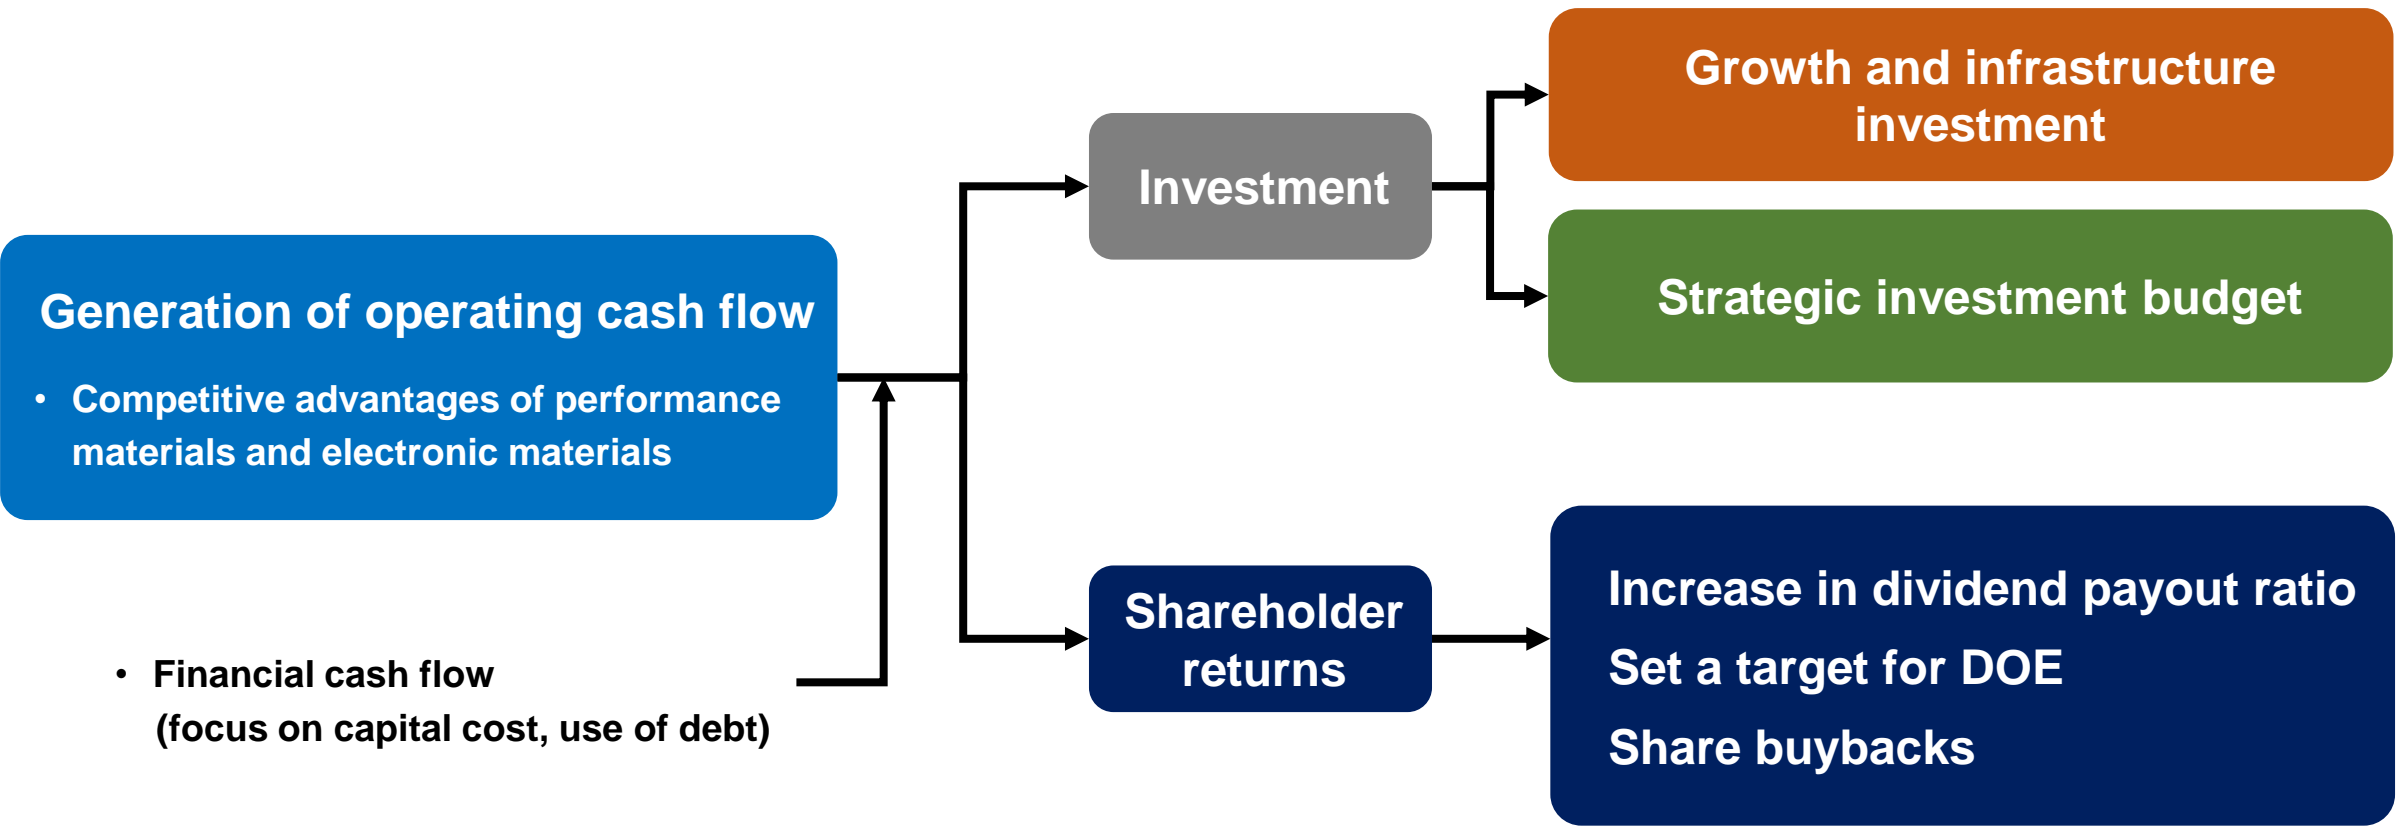 Generation of operating cash flow
• Competitive advantages of performance
materials and electronic materials
• Financial cash flow
(focus on capital cost, use of debt)
Investment
Growth and infrastructure
investment
Strategic investment budget
Shareholder
returns
Increase in dividend payout ratio
Set a target for DOE
Share buybacks